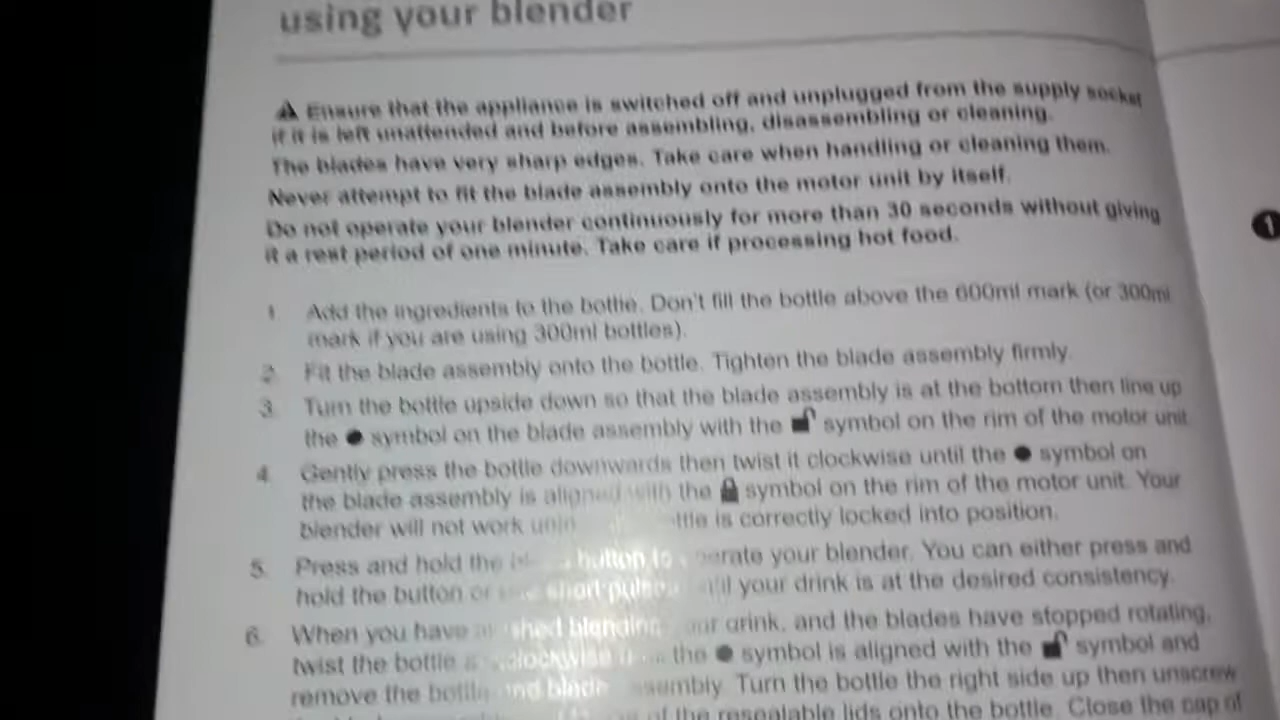 using your blender
Ensure that the appliance is switched off and unplugged from the supply socket
if it is left unattended and before assembling, disassembling or cleaning.
The blades have very sharp edges. Take care when handling or cleaning them.
Never attempt to fit the blade assembly onto the motor unit by itself.
Do not operate your blender continuously for more than 30 seconds without giving
it a rest period of one minute. Take care if processing hot food.
1
1. Add the ingredients to the bottle. Don't fill the bottle above the 600ml mark (or 300ml
mark if you are using 300ml bottles).
2. Fit the blade assembly onto the bottle. Tighten the blade assembly firmly.
3. Turn the bottle upside down so that the blade assembly is at the bottom then line up
the ● symbol on the blade assembly with the 🔓 symbol on the rim of the motor unit.
4. Gently press the bottle downwards then twist it clockwise until the ● symbol on
the blade assembly is aligned with the 🔒 symbol on the rim of the motor unit. Your
blender will not work is correctly locked into position.
5. Press and hold the button to operate your blender. You can either press and
hold the button or short pulses until your drink is at the desired consistency.
6. When you have blending your drink, and the blades have stopped rotating,
twist the bottle the ● symbol is aligned with the 🔓 symbol and
remove the bottle and blade assembly. Turn the bottle the right side up then unscrew
of the resealable lids onto the bottle. Close the cap of